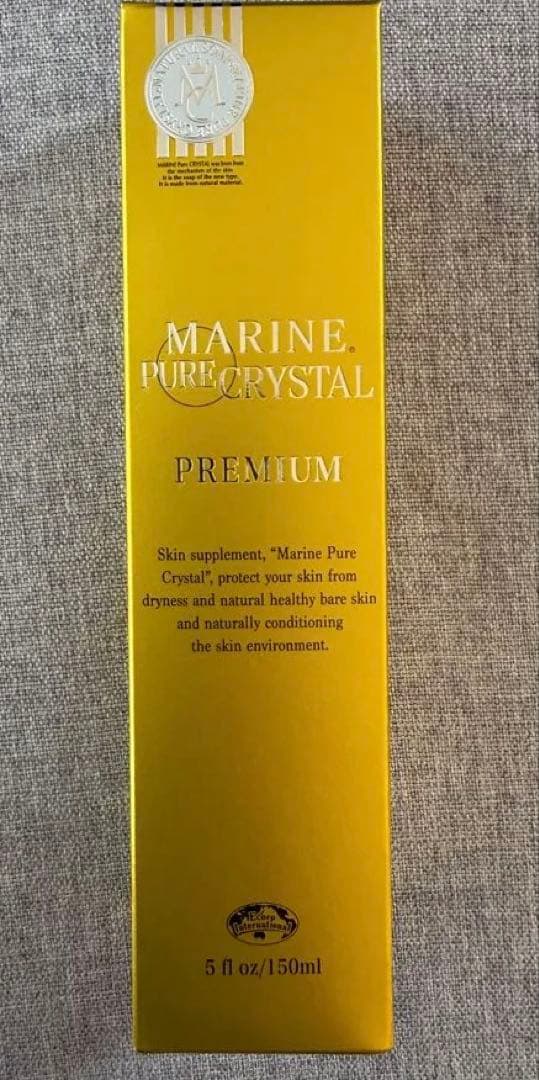 MC
MARINE Pure CRYSTAL was born from
the mechanism of the skin
It is the soap of the new type.
It is made from natural material.
MARINE®
PURE CRYSTAL
PREMIUM
Skin supplement, “Marine Pure
Crystal”, protect your skin from
dryness and natural healthy bare skin
and naturally conditioning
the skin environment.
International
5 fl oz/150ml